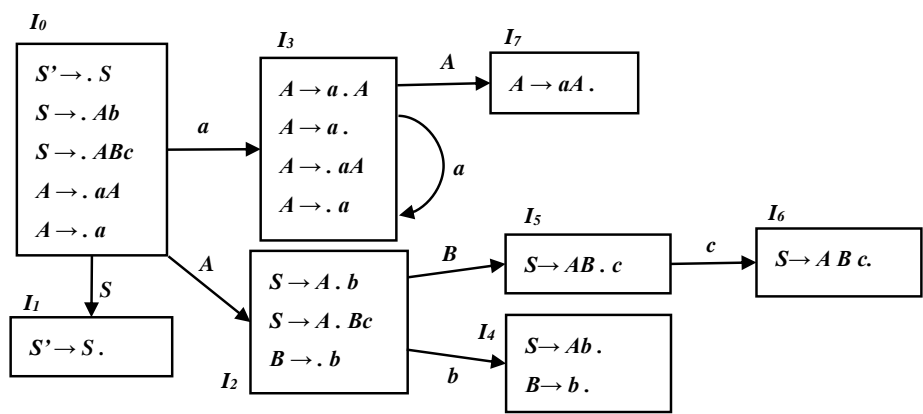 I0
S' → . S
S → . Ab
S → . ABc
A → . aA
A → . a
a
I3
A → a . A
A → a .
A → . aA
A → . a
A
a
I7
A → aA .
S
A
I1
S' → S .
S → A . b
S → A . Bc
B → . b
I2
B
b
I5
S → AB . c
c
I6
S → A B c.
I4
S → Ab .
B → b .